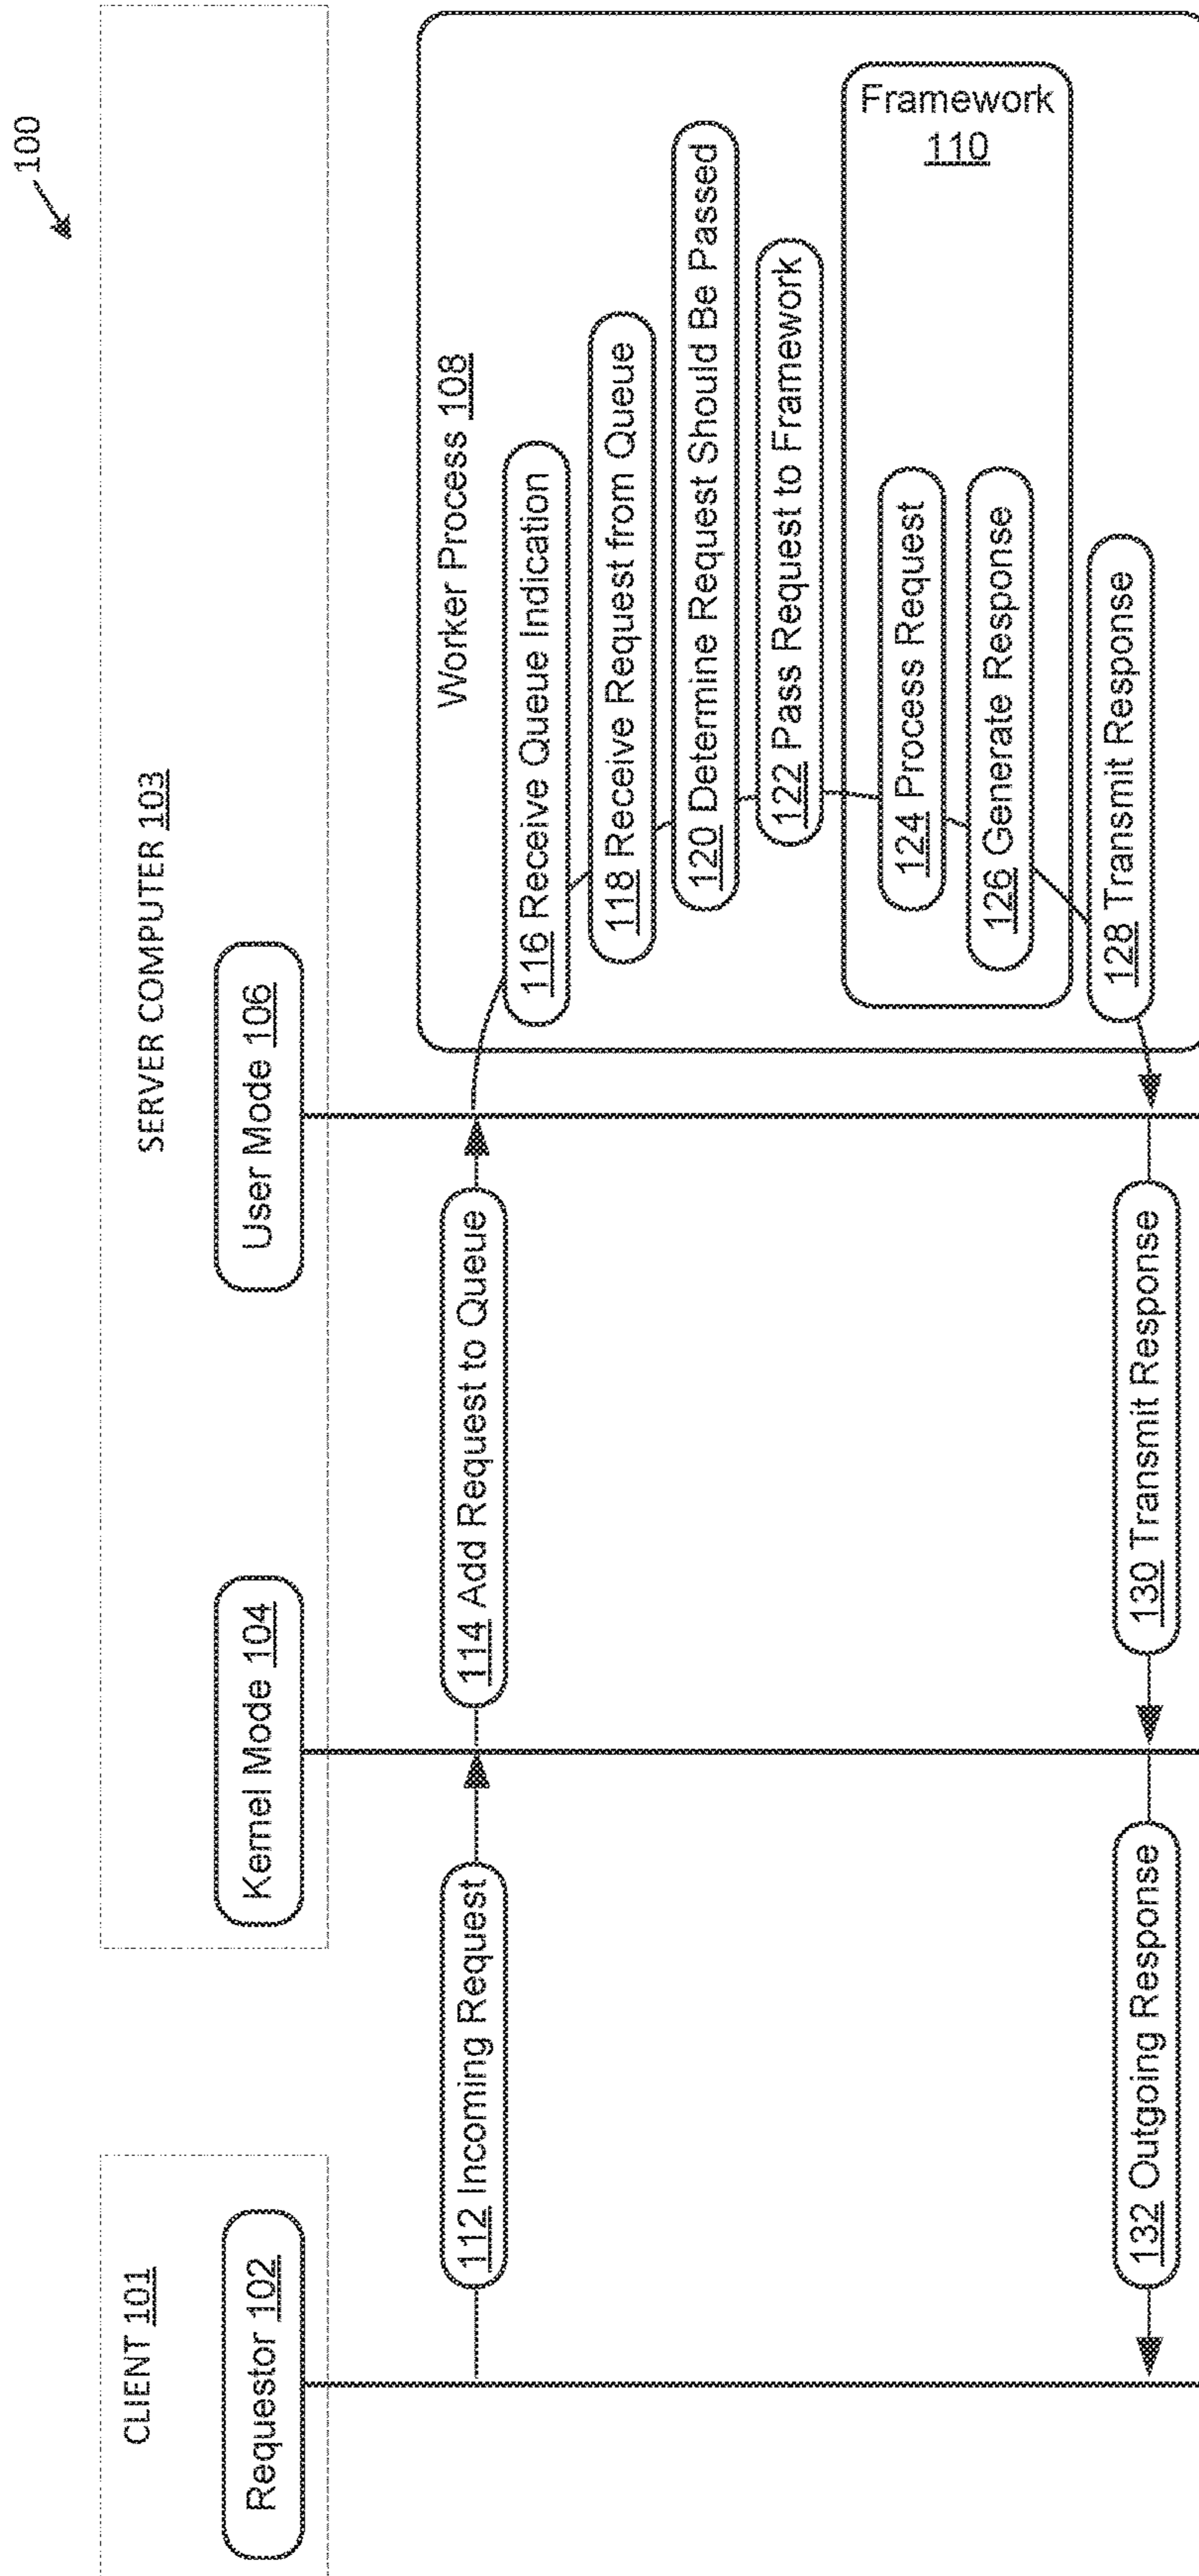 100
CLIENT 101
SERVER COMPUTER 103
Requestor 102
Kernel Mode 104
User Mode 106
Worker Process 108
112 Incoming Request
114 Add Request to Queue
116 Receive Queue Indication
118 Receive Request from Queue
120 Determine Request Should Be Passed
122 Pass Request to Framework
Framework
110
124 Process Request
126 Generate Response
128 Transmit Response
130 Transmit Response
132 Outgoing Response